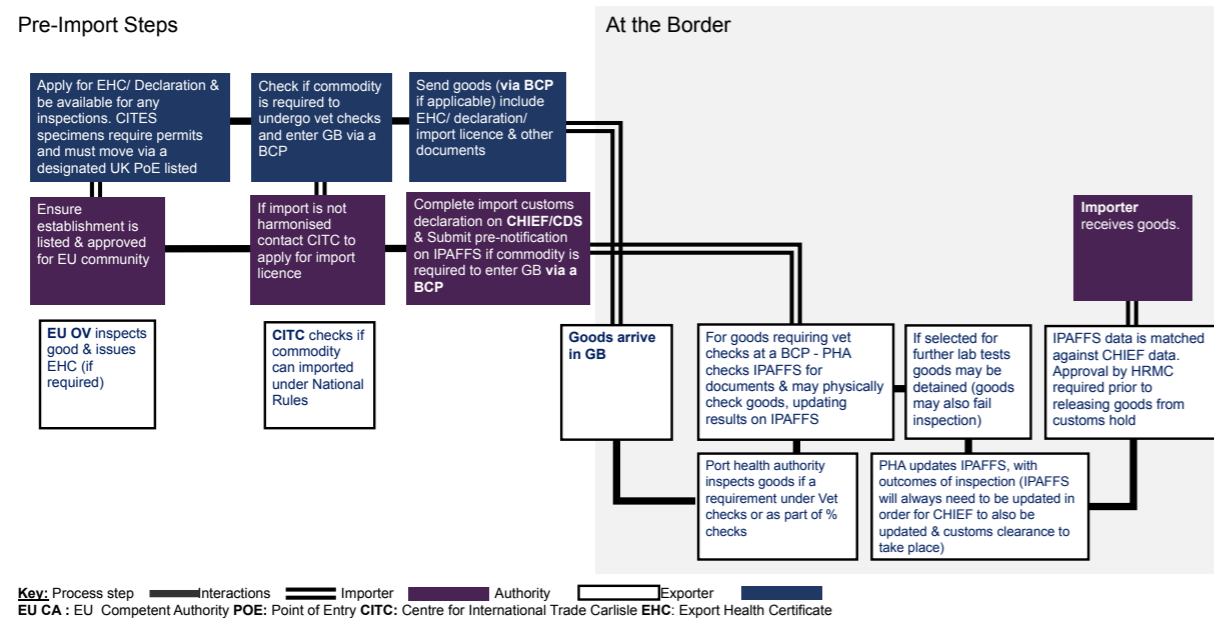 Pre-Import Steps
At the Border
Apply for EHC/ Declaration &
be available for any
inspections. CITES
specimens require permits
and must move via a
designated UK PoE listed
Check if commodity
is required to
undergo vet checks
and enter GB via a
BCP
Send goods (via BCP
if applicable) include
EHC/ declaration/
import licence & other
documents
Ensure
establishment is
listed & approved
for EU community
If import is not
harmonised
contact CITC to
apply for import
licence
Complete import customs
declaration on CHIEF/CDS
& Submit pre-notification
on IPAFFS if commodity is
required to enter GB via a
BCP
Importer
receives goods.
EU OV inspects
good & issues
EHC (if
required)
CITC checks if
commodity
can imported
under National
Rules
Goods arrive
in GB
For goods requiring vet
checks at a BCP - PHA
checks IPAFFS for
documents & may physically
check goods, updating
results on IPAFFS
If selected for
further lab tests
goods may be
detained (goods
may also fail
inspection)
IPAFFS data is matched
against CHIEF data.
Approval by HRMC
required prior to
releasing goods from
customs hold
Port health authority
inspects goods if a
requirement under Vet
checks or as part of %
checks
PHA updates IPAFFS, with
outcomes of inspection (IPAFFS
will always need to be updated in
order for CHIEF to also be
updated & customs clearance to
take place)
Key: Process step Interactions Importer Authority Exporter
EU CA : EU Competent Authority POE: Point of Entry CITC: Centre for International Trade Carlisle EHC: Export Health Certificate